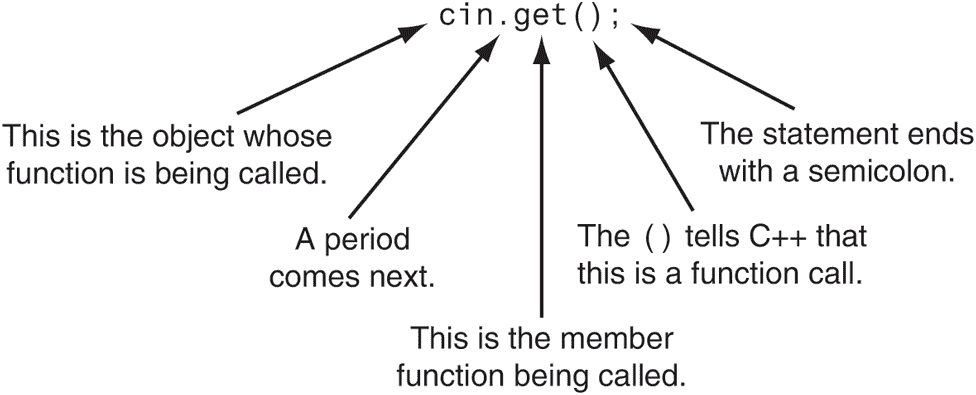 cin.get();
This is the object whose
function is being called.
A period
comes next.
This is the member
function being called.
The () tells C++ that
this is a function call.
The statement ends
with a semicolon.